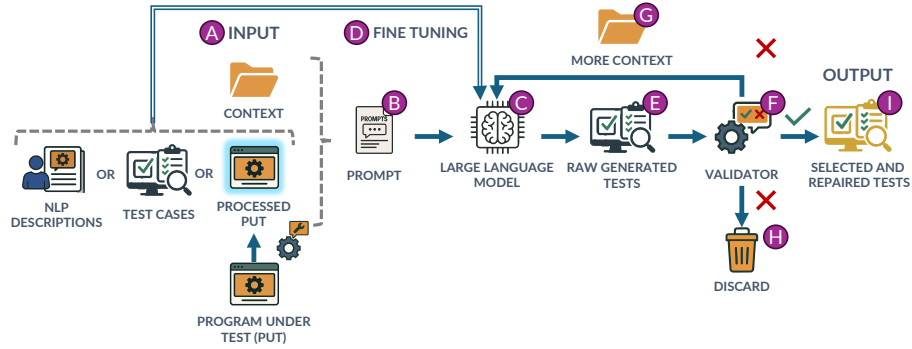 A INPUT
D FINE TUNING
G
MORE CONTEXT
OUTPUT
CONTEXT
B
PROMPTS
PROMPT
C
LARGE LANGUAGE
MODEL
E
RAW GENERATED
TESTS
F
VALIDATOR
I
SELECTED AND
REPAIRED TESTS
NLP
DESCRIPTIONS
OR
TEST CASES
OR
PROCESSED
PUT
H
DISCARD
PROGRAM UNDER
TEST (PUT)